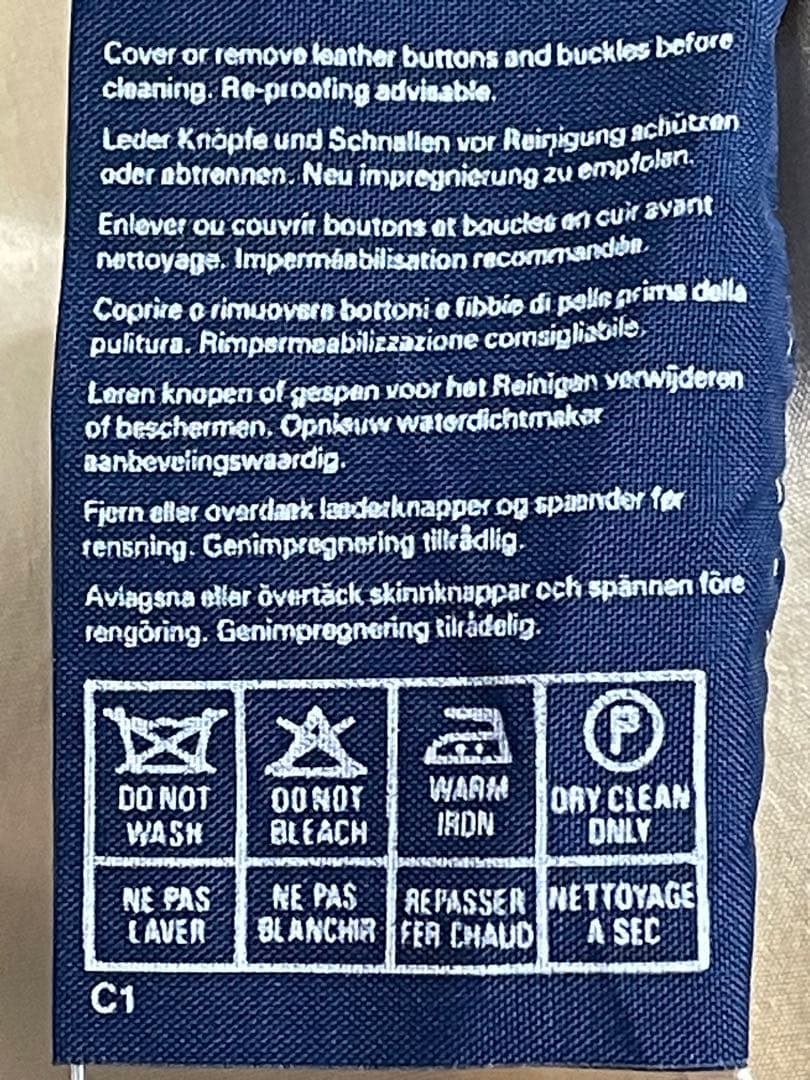 Cover or remove leather buttons and buckles before
cleaning. Re-proofing advisable.
Leder Knöpfe und Schnallen vor Reinigung schützen
oder abtrennen. Neu impregnierung zu empfolen.
Enlever ou couvrir boutons et boucles en cuir avant
nettoyage. Imperméabilisation recommandée.
Coprire o rimuovere bottoni e fibbie di pelle prima della
pulitura. Rimpermeabilizzazione comsigliabile.
Leren knopen of gespen voor het Reinigen verwijderen
of beschermen. Opnieuw waterdichtmaker
aanbevelingswaardig.
Fjern eller overdæk læderknapper og spænder før
rensning. Genimpregnering tillrådlig.
Avlagsna eller övertäck skinnknappar och spännen före
rengöring. Genimpregnering tilrådelig.
DO NOT WASH
DO NOT BLEACH
WARM IRON
P
DRY CLEAN ONLY
NE PAS LAVER
NE PAS BLANCHIR
REPASSER FER CHAUD
NETTOYAGE A SEC
C1